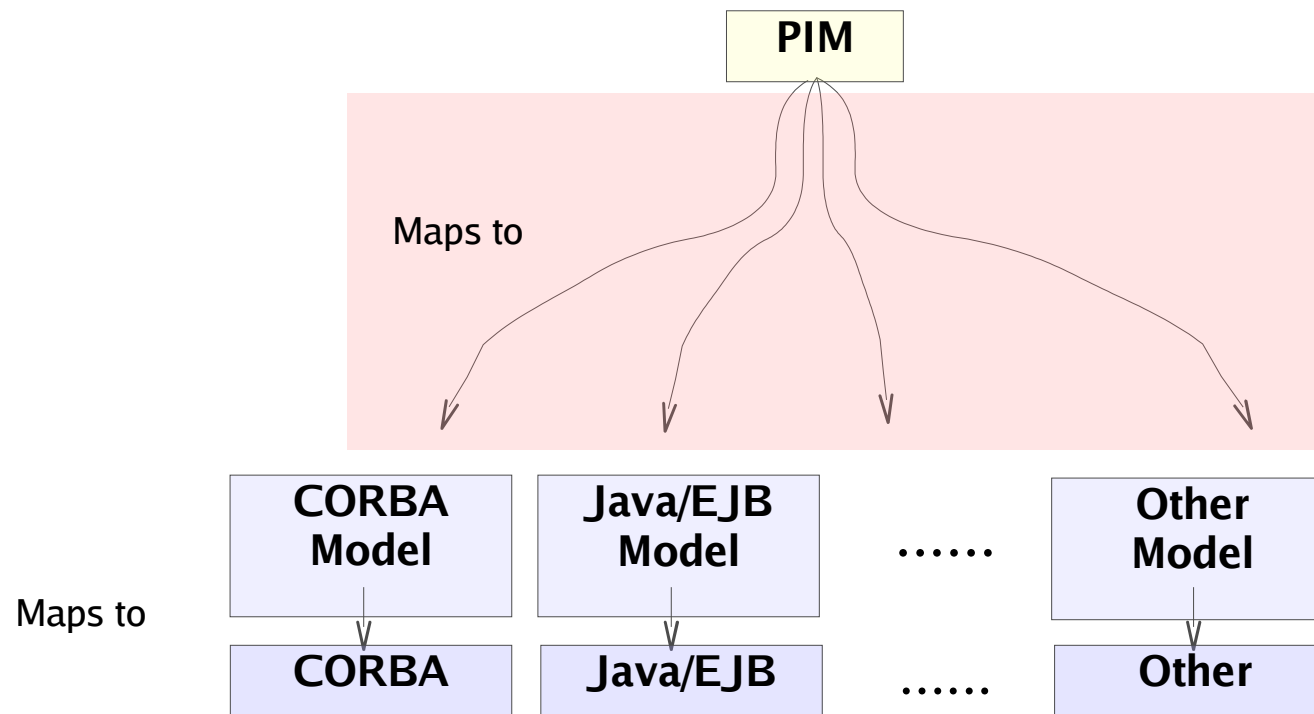 PIM
Maps to
CORBA
Model
Java/EJB
Model
......
Other
Model
Maps to
CORBA
Java/EJB
......
Other